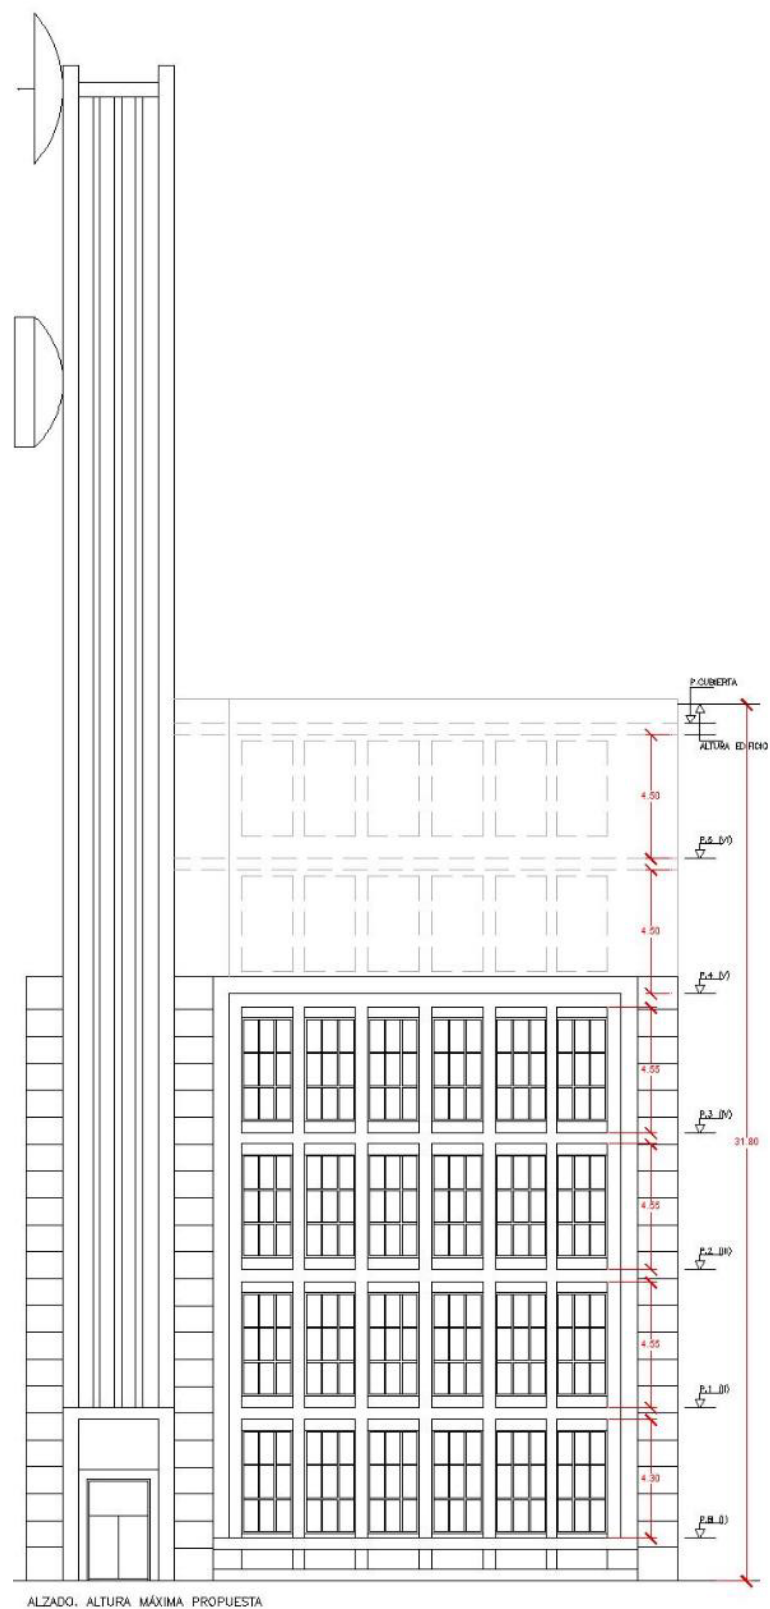 P.CUBIERTA
ALTURA EDIFICIO
4.50
P.5 (VI)
4.50
P.4 (V)
4.55
P.3 (IV)
31.80
4.55
P.2 (III)
4.55
P.1 (II)
4.30
P.B (I)
ALZADO. ALTURA MÁXIMA PROPUESTA